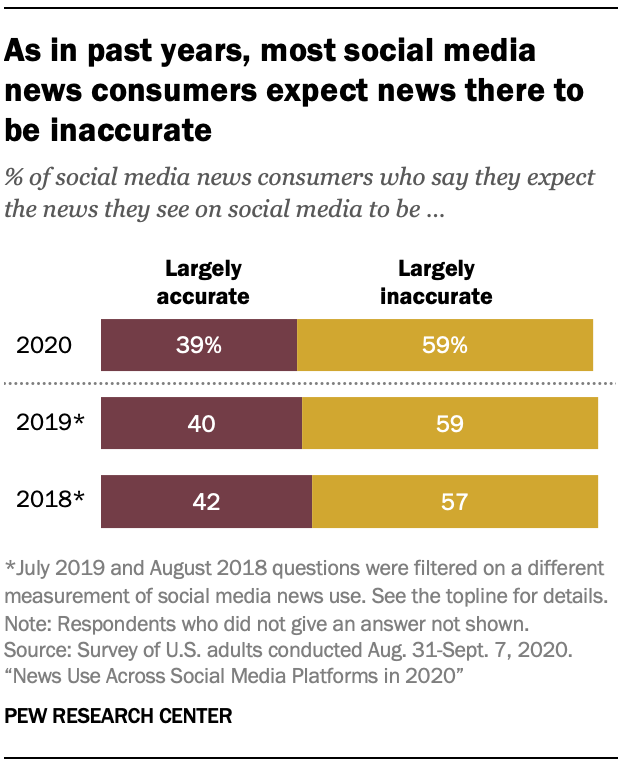 As in past years, most social media
news consumers expect news there to
be inaccurate
% of social media news consumers who say they expect
the news they see on social media to be ...
Largely accurate
Largely inaccurate
2020 39% 59%
2019* 40 59
2018* 42 57
*July 2019 and August 2018 questions were filtered on a different
measurement of social media news use. See the topline for details.
Note: Respondents who did not give an answer not shown.
Source: Survey of U.S. adults conducted Aug. 31-Sept. 7, 2020.
“News Use Across Social Media Platforms in 2020”
PEW RESEARCH CENTER